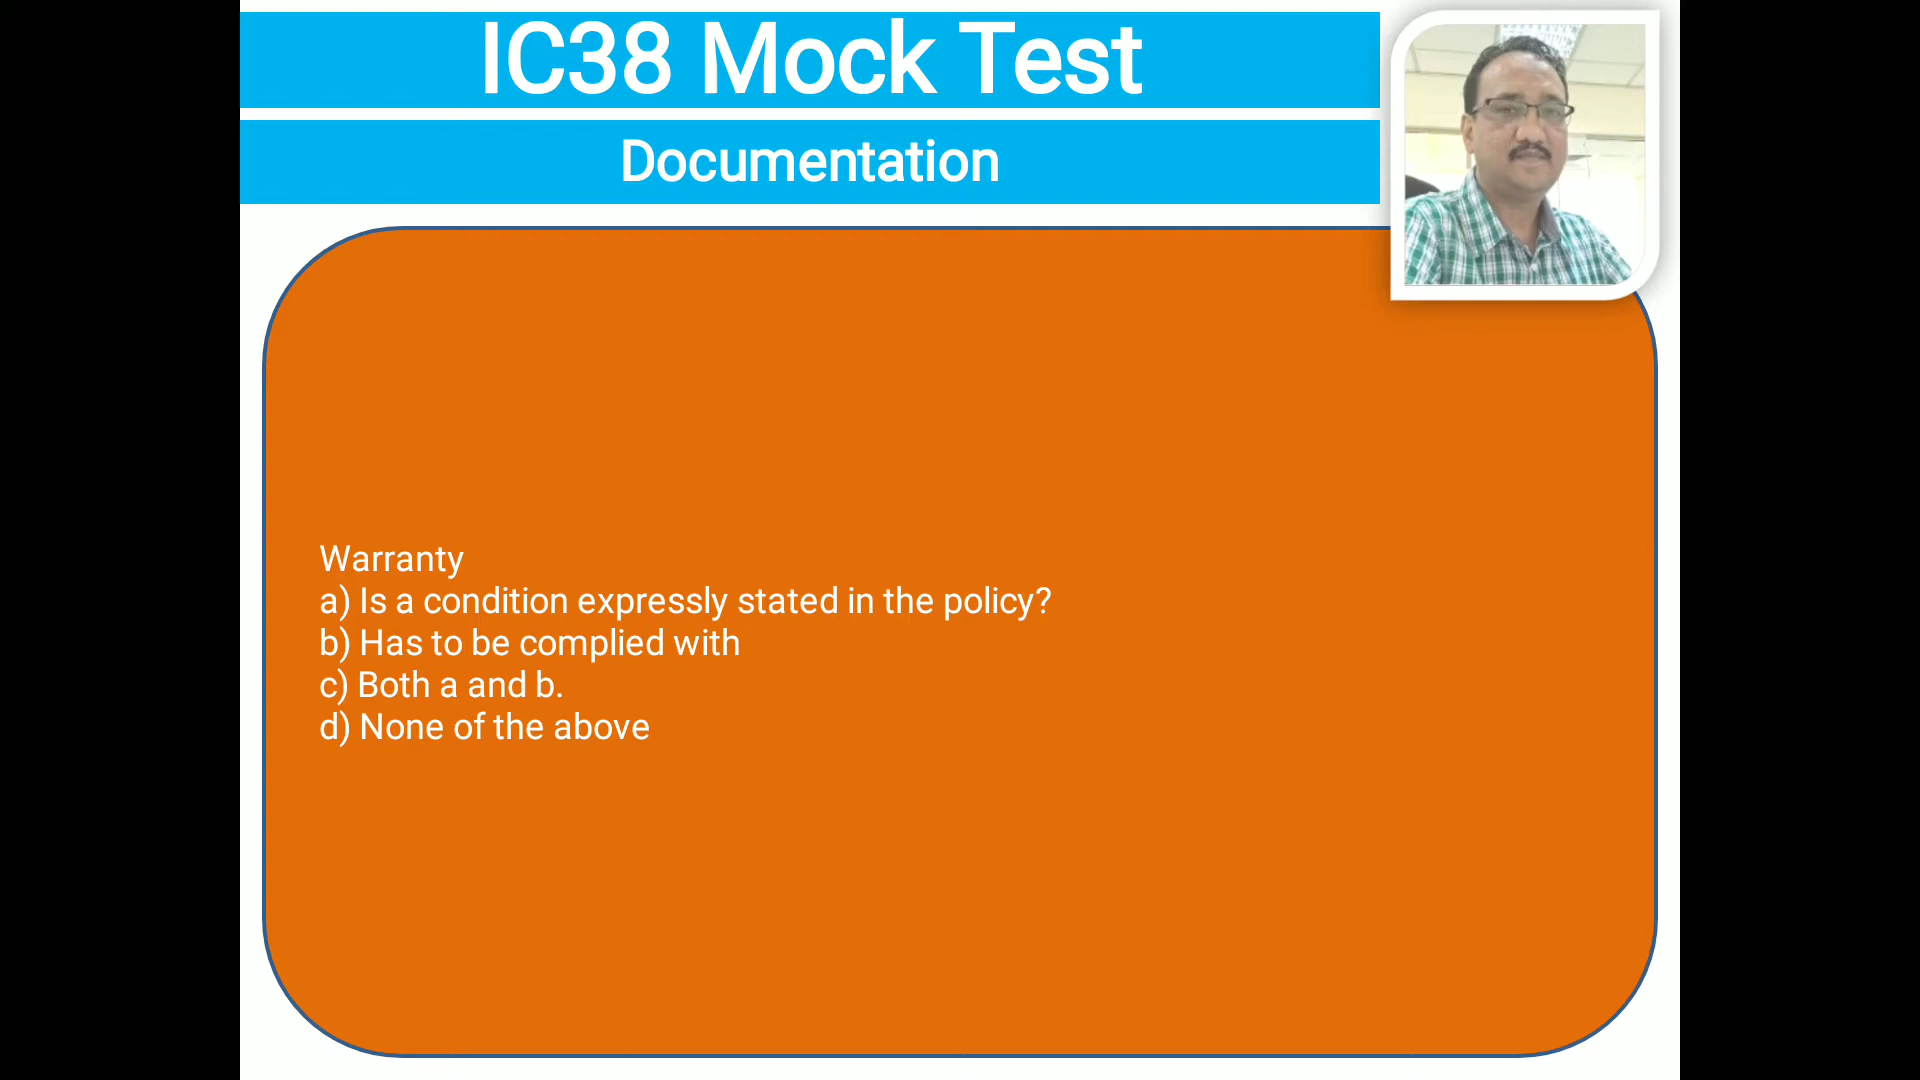 IC38 Mock Test
Documentation
Warranty
a) Is a condition expressly stated in the policy?
b) Has to be complied with
c) Both a and b.
d) None of the above